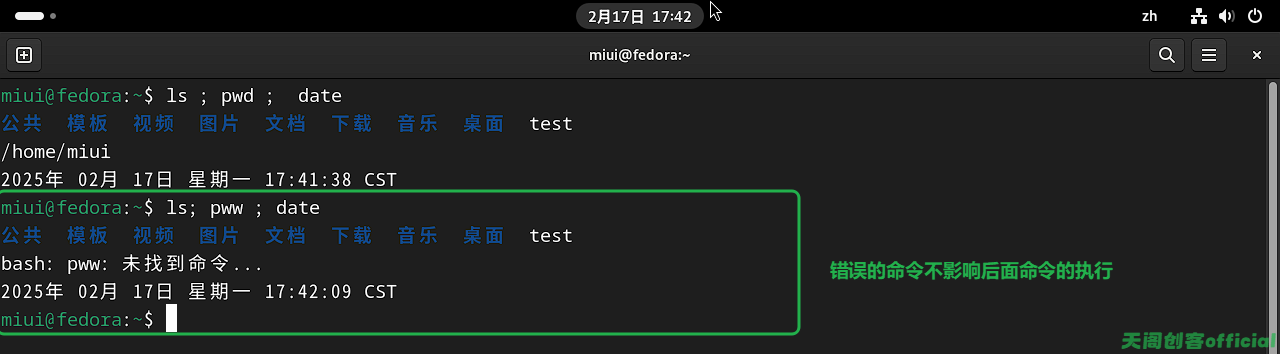 2月17日 17:42
zh
miui@fedora:~
miui@fedora:~$ ls ; pwd ;  date
公共  模板  视频  图片  文档  下载  音乐  桌面  test
/home/miui
2025年 02月 17日 星期一 17:41:38 CST
miui@fedora:~$ ls; pww ; date
公共  模板  视频  图片  文档  下载  音乐  桌面  test
bash: pww: 未找到命令...
2025年 02月 17日 星期一 17:42:09 CST
miui@fedora:~$
错误的命令不影响后面命令的执行
天阁创客official